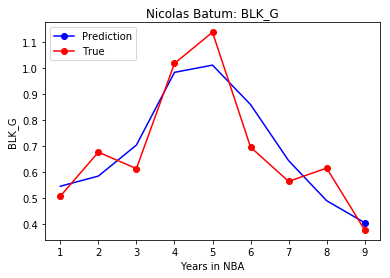 Nicolas Batum: BLK_G
Prediction
True
1.1
1.0
0.9
0.8
0.7
0.6
0.5
0.4
BLK_G
1 2 3 4 5 6 7 8 9
Years in NBA